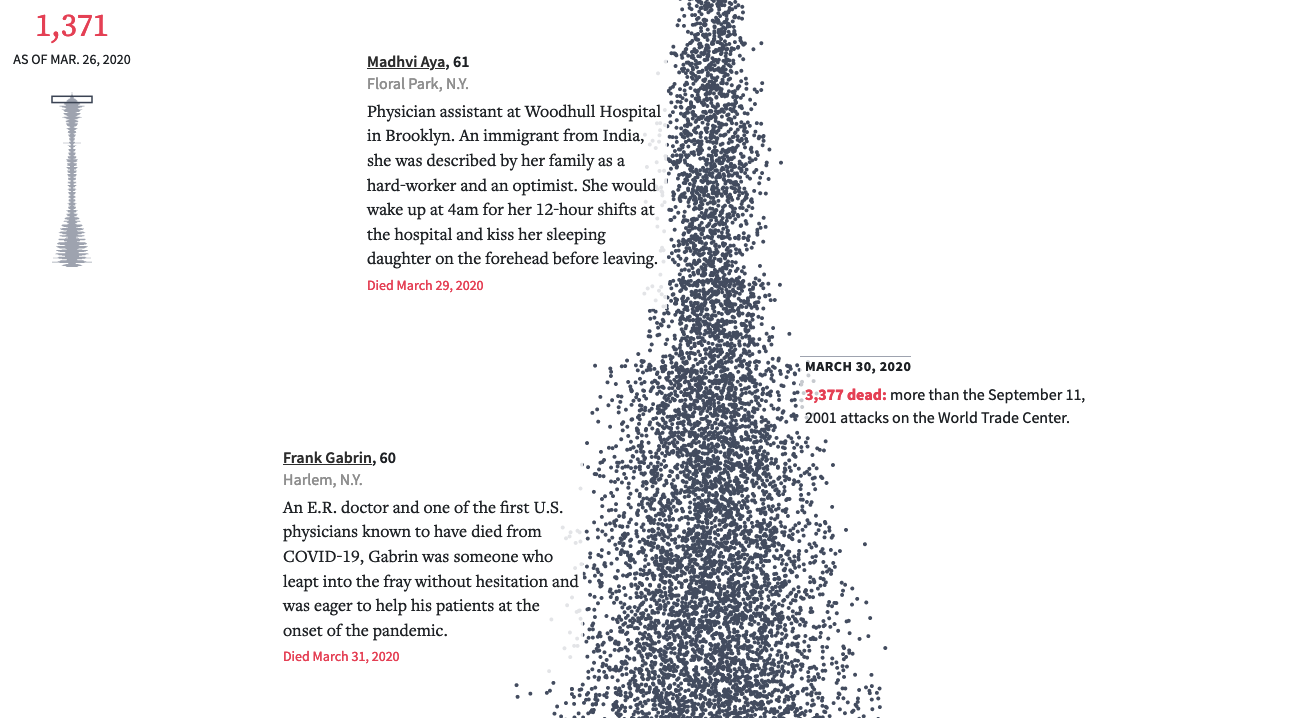 1,371
AS OF MAR. 26, 2020
Madhvi Aya, 61
Floral Park, N.Y.
Physician assistant at Woodhull Hospital
in Brooklyn. An immigrant from India,
she was described by her family as a
hard-worker and an optimist. She would
wake up at 4am for her 12-hour shifts at
the hospital and kiss her sleeping
daughter on the forehead before leaving.
Died March 29, 2020
MARCH 30, 2020
3,377 dead: more than the September 11,
2001 attacks on the World Trade Center.
Frank Gabrin, 60
Harlem, N.Y.
An E.R. doctor and one of the first U.S.
physicians known to have died from
COVID-19, Gabrin was someone who
leapt into the fray without hesitation and
was eager to help his patients at the
onset of the pandemic.
Died March 31, 2020